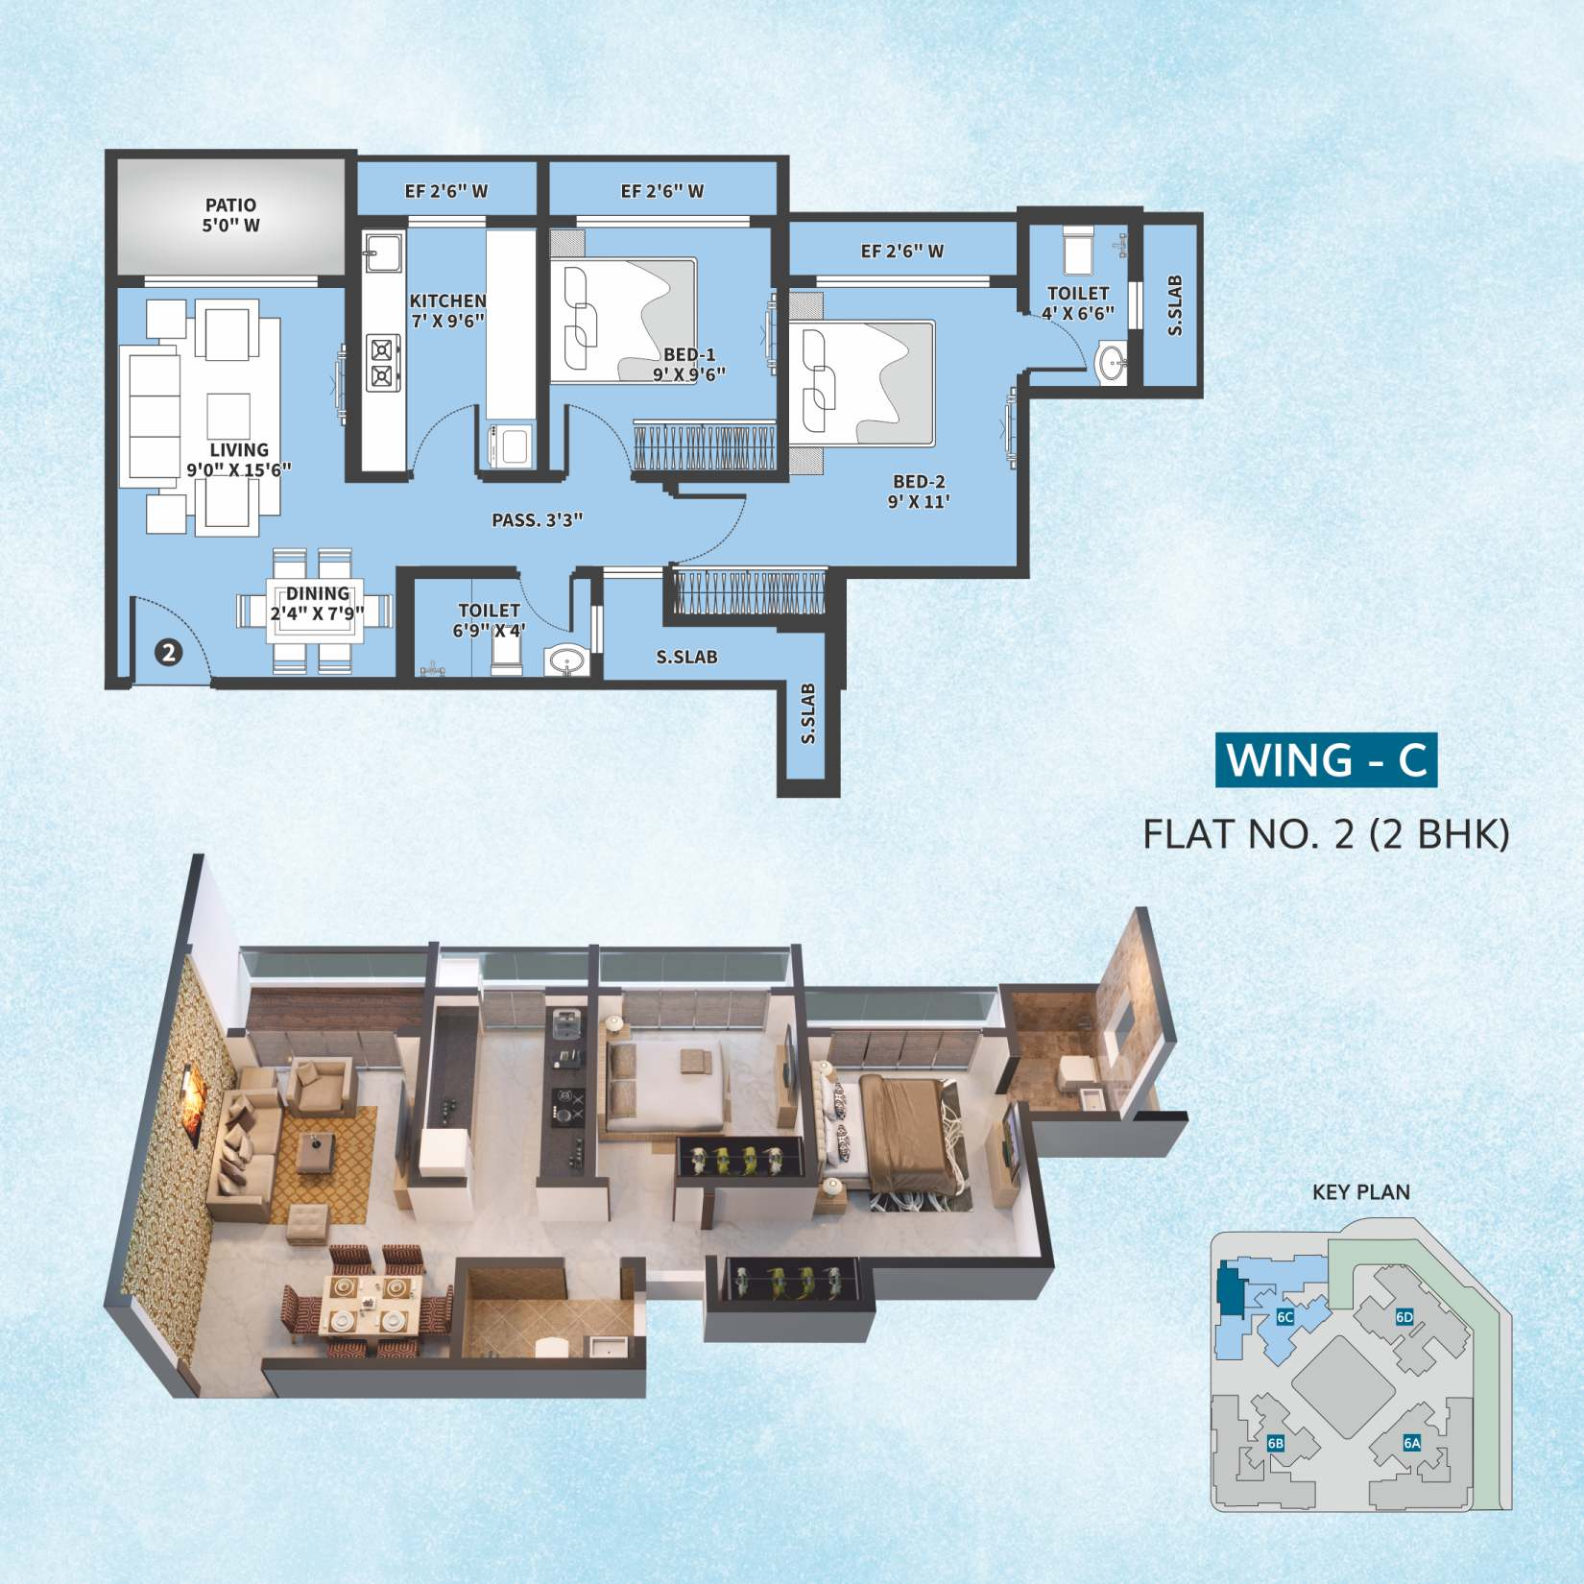 PATIO
5'0" W
EF 2'6" W
EF 2'6" W
EF 2'6" W
KITCHEN
7' X 9'6"
BED-1
9' X 9'6"
TOILET
4' X 6'6"
S.SLAB
LIVING
9'0" X 15'6"
BED-2
9' X 11'
PASS. 3'3"
DINING
2'4" X 7'9"
TOILET
6'9" X 4'
2
S.SLAB
S.SLAB
WING - C
FLAT NO. 2 (2 BHK)
KEY PLAN
6C
6D
6B
6A